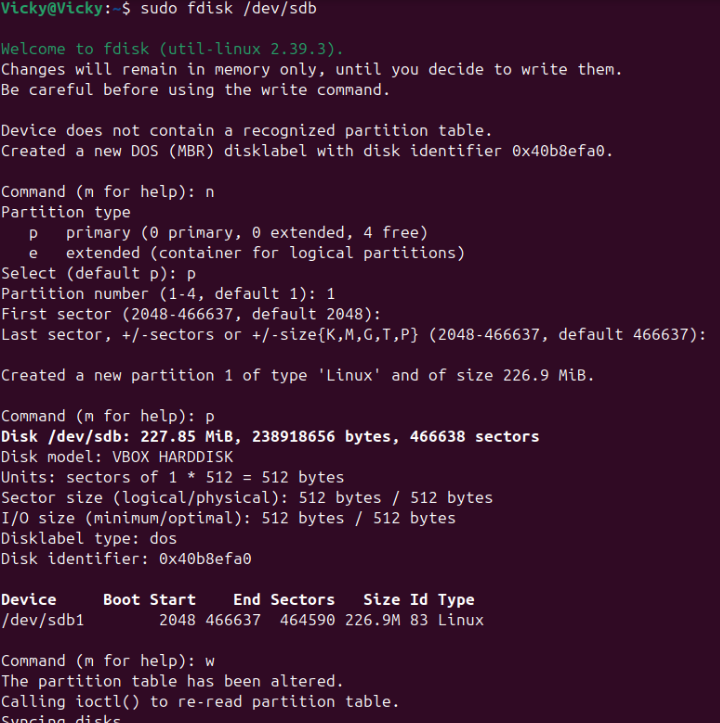 Vicky@Vicky:~$ sudo fdisk /dev/sdb
Welcome to fdisk (util-linux 2.39.3).
Changes will remain in memory only, until you decide to write them.
Be careful before using the write command.
Device does not contain a recognized partition table.
Created a new DOS (MBR) disklabel with disk identifier 0x40b8efa0.
Command (m for help): n
Partition type
   p   primary (0 primary, 0 extended, 4 free)
   e   extended (container for logical partitions)
Select (default p): p
Partition number (1-4, default 1): 1
First sector (2048-466637, default 2048):
Last sector, +/-sectors or +/-size{K,M,G,T,P} (2048-466637, default 466637):
Created a new partition 1 of type 'Linux' and of size 226.9 MiB.
Command (m for help): p
Disk /dev/sdb: 227.85 MiB, 238918656 bytes, 466638 sectors
Disk model: VBOX HARDDISK
Units: sectors of 1 * 512 = 512 bytes
Sector size (logical/physical): 512 bytes / 512 bytes
I/O size (minimum/optimal): 512 bytes / 512 bytes
Disklabel type: dos
Disk identifier: 0x40b8efa0
Device     Boot Start    End Sectors   Size Id Type
/dev/sdb1        2048 466637  464590 226.9M 83 Linux
Command (m for help): w
The partition table has been altered.
Calling ioctl() to re-read partition table.
Syncing disks.